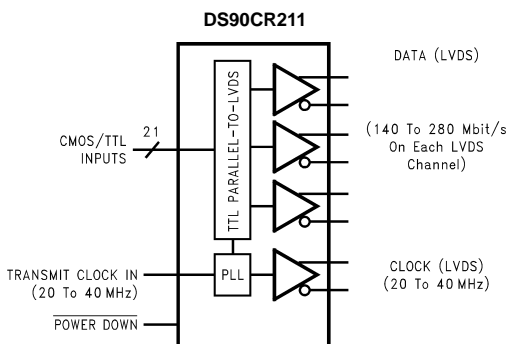 DS90CR211
DATA (LVDS)
TTL PARALLEL-TO-LVDS
21
CMOS/TTL
INPUTS
(140 To 280 Mbit/s
On Each LVDS
Channel)
TRANSMIT CLOCK IN
(20 To 40 MHz)
PLL
CLOCK (LVDS)
(20 To 40 MHz)
POWER DOWN